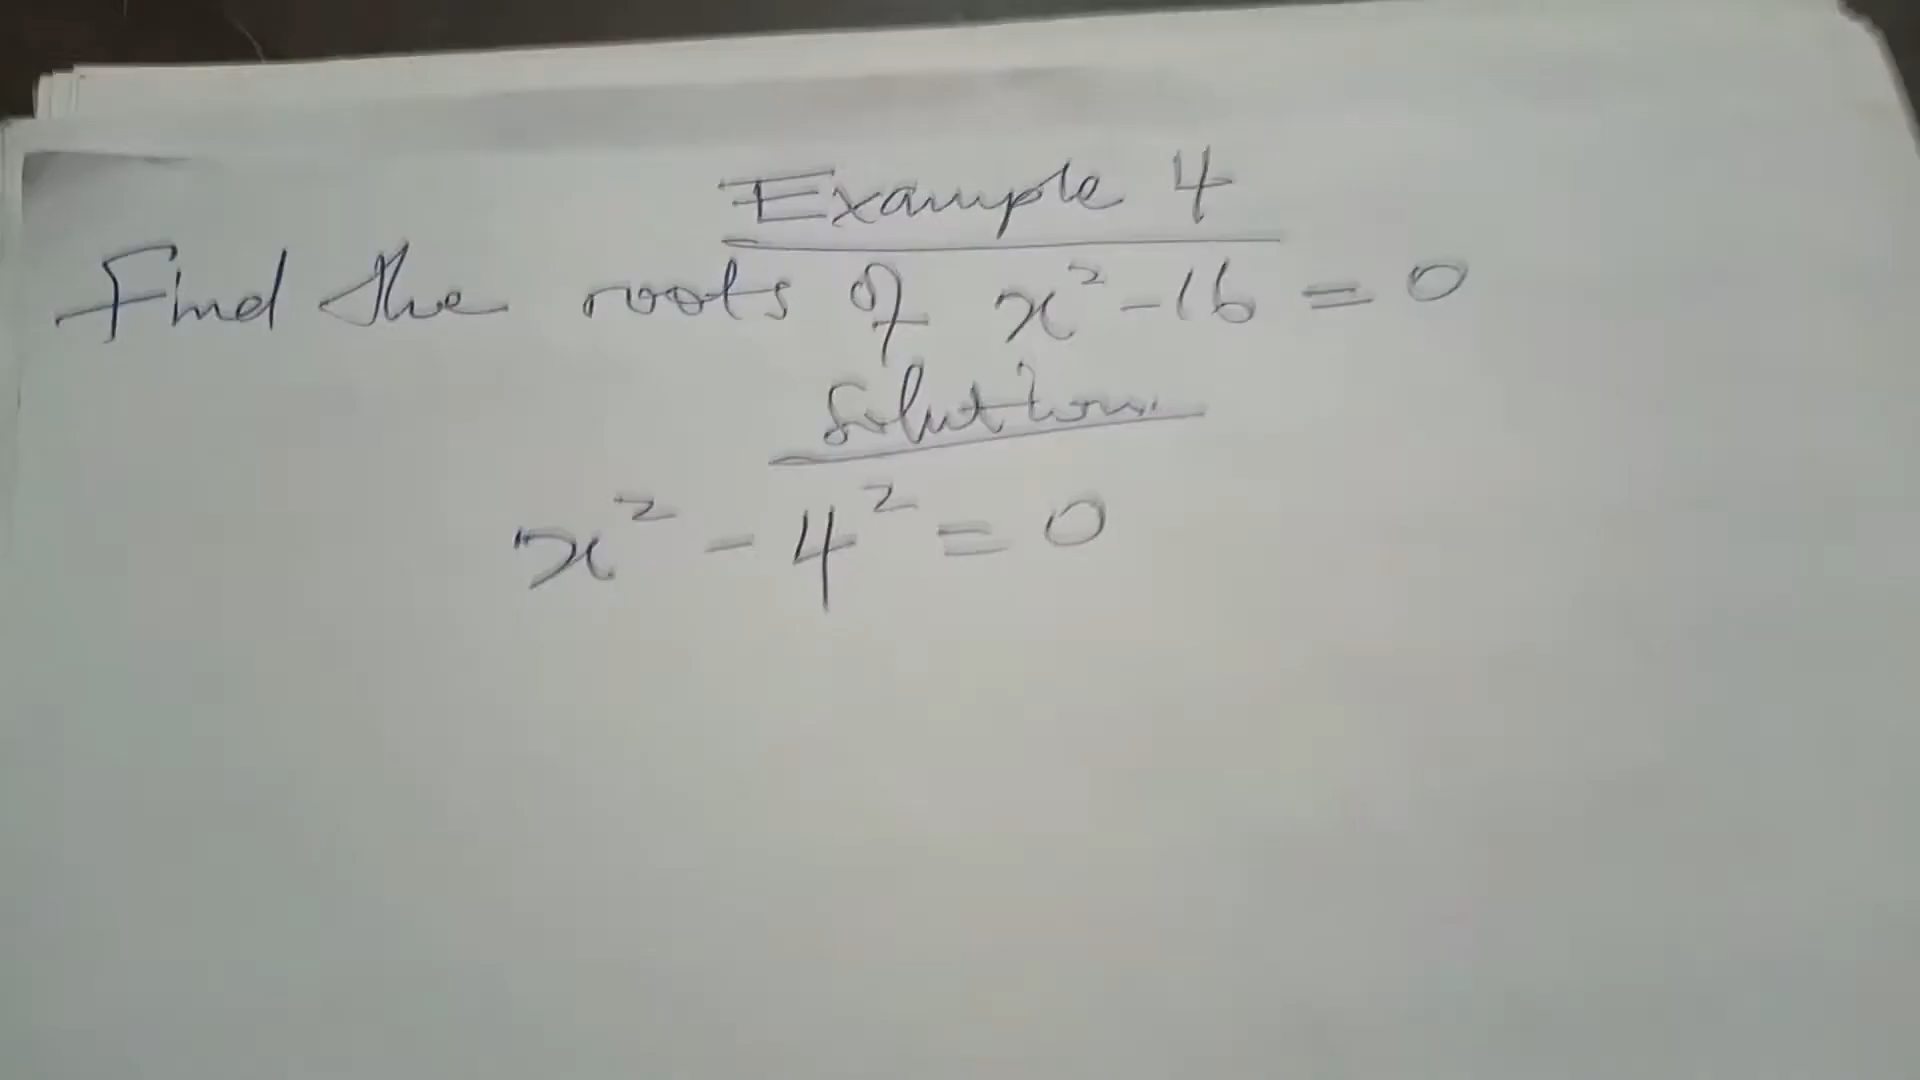 Example 4
Find the roots of x² - 16 = 0
Solution
x² - 4² = 0